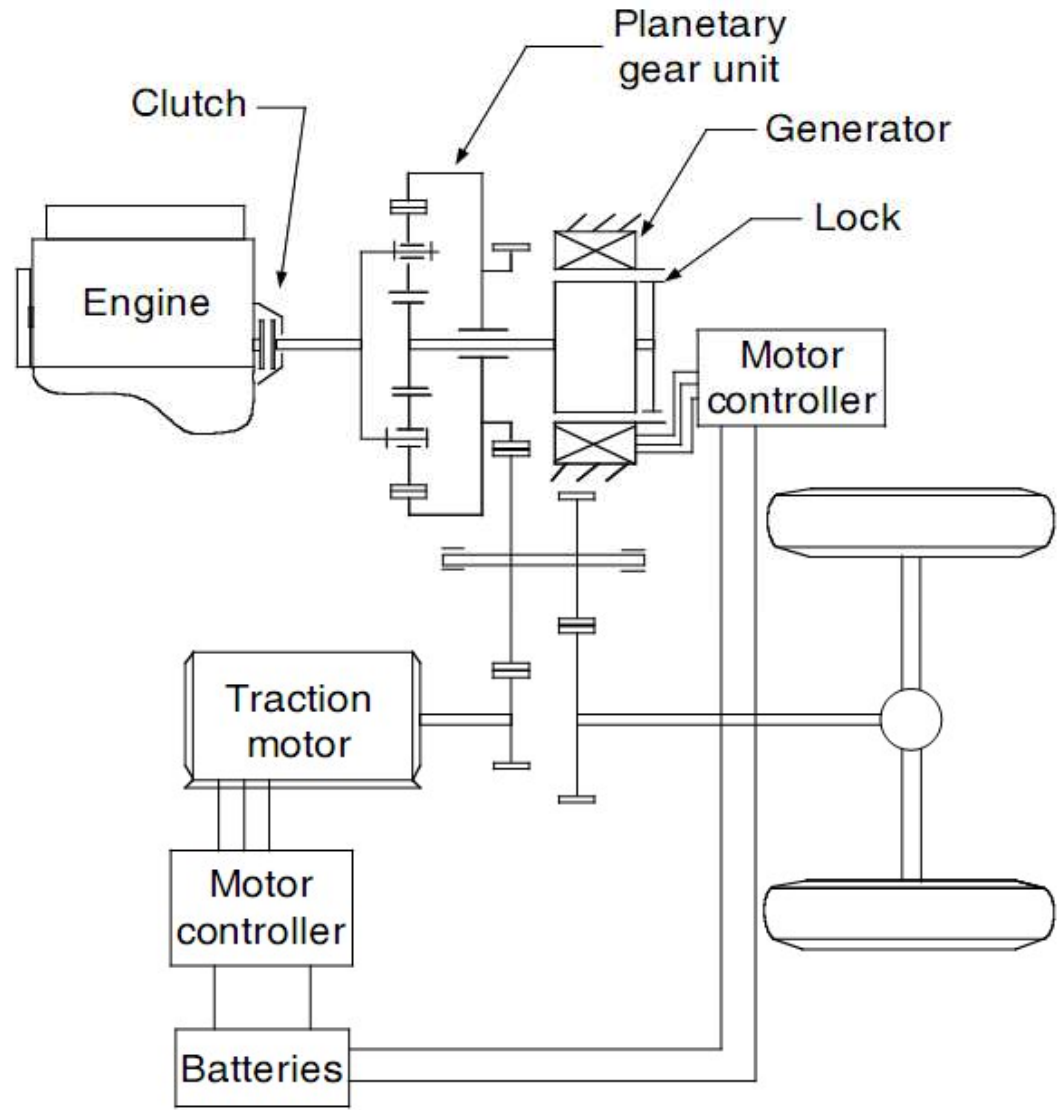 Planetary
gear unit
Clutch
Generator
Lock
Engine
Motor
controller
Traction
motor
Motor
controller
Batteries